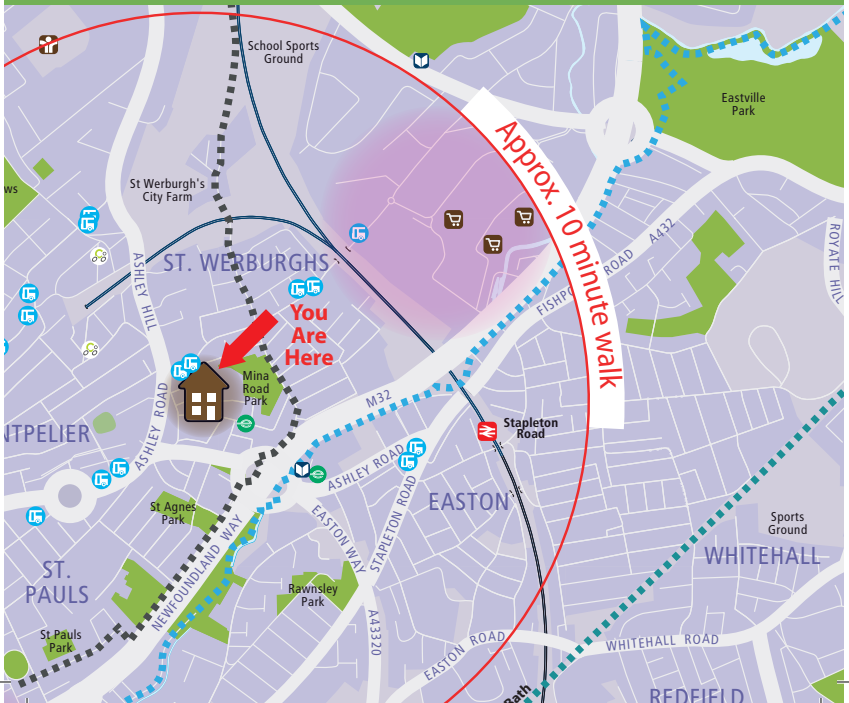 School Sports
Ground
Eastville
Park
Approx. 10 minute walk
ws
St Werburgh's
City Farm
ROYATE HILL
A432
FISHPO
ROAD
ASHLEY HILL
ST. WERBURGHS
You
Are
Here
Mina
Road
Park
M32
Stapleton
Road
NTPELIER
ASHLEY ROAD
ASHLEY ROAD
STAPLETON ROAD
EASTON
St Agnes
Park
EASTON WAY
NEWFOUNDLAND WAY
Sports
Ground
WHITEHALL
ST.
PAULS
Rawnsley
Park
A43320
St Pauls
Park
EASTON ROAD
WHITEHALL ROAD
Bath
REDFIELD